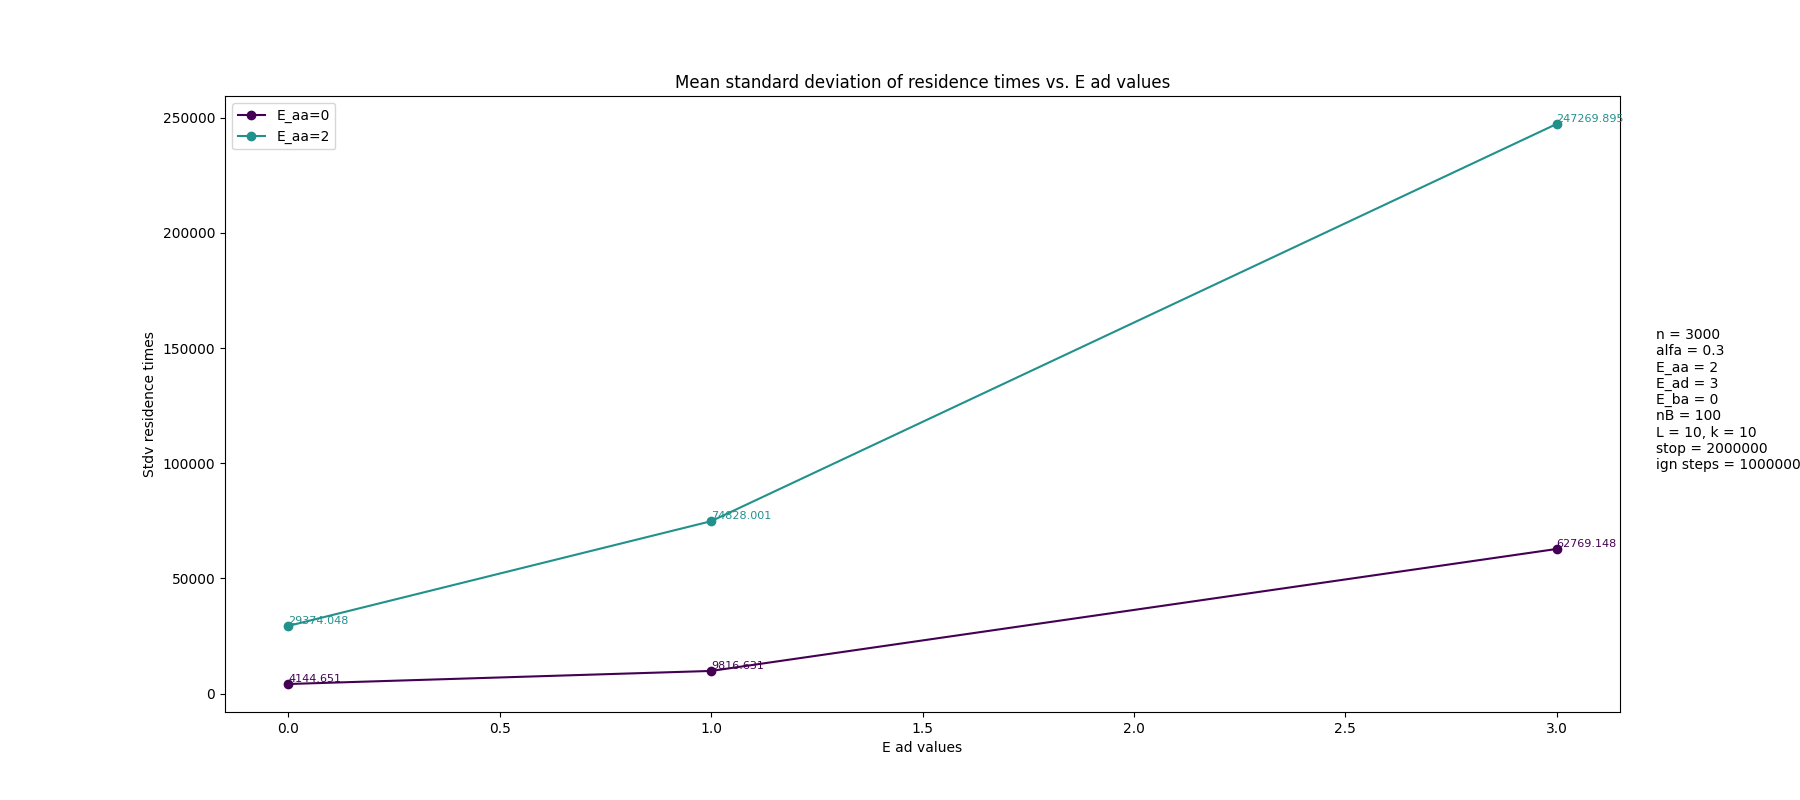 Mean standard deviation of residence times vs. E ad values
E_aa=0
E_aa=2
250000
200000
150000
100000
50000
0
Stdv residence times
247269.895
74828.001
62769.148
29374.048
9816.631
4144.651
0.0
0.5
1.0
1.5
2.0
2.5
3.0
E ad values
n = 3000
alfa = 0.3
E_aa = 2
E_ad = 3
E_ba = 0
nB = 100
L = 10, k = 10
stop = 2000000
ign steps = 1000000